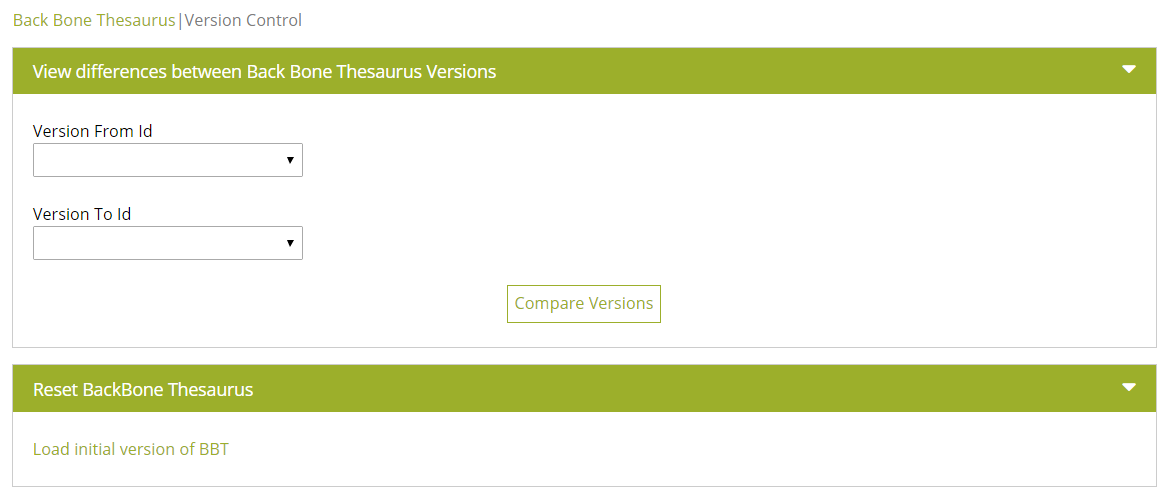 Back Bone Thesaurus|Version Control
View differences between Back Bone Thesaurus Versions
Version From Id
Version To Id
Compare Versions
Reset BackBone Thesaurus
Load initial version of BBT